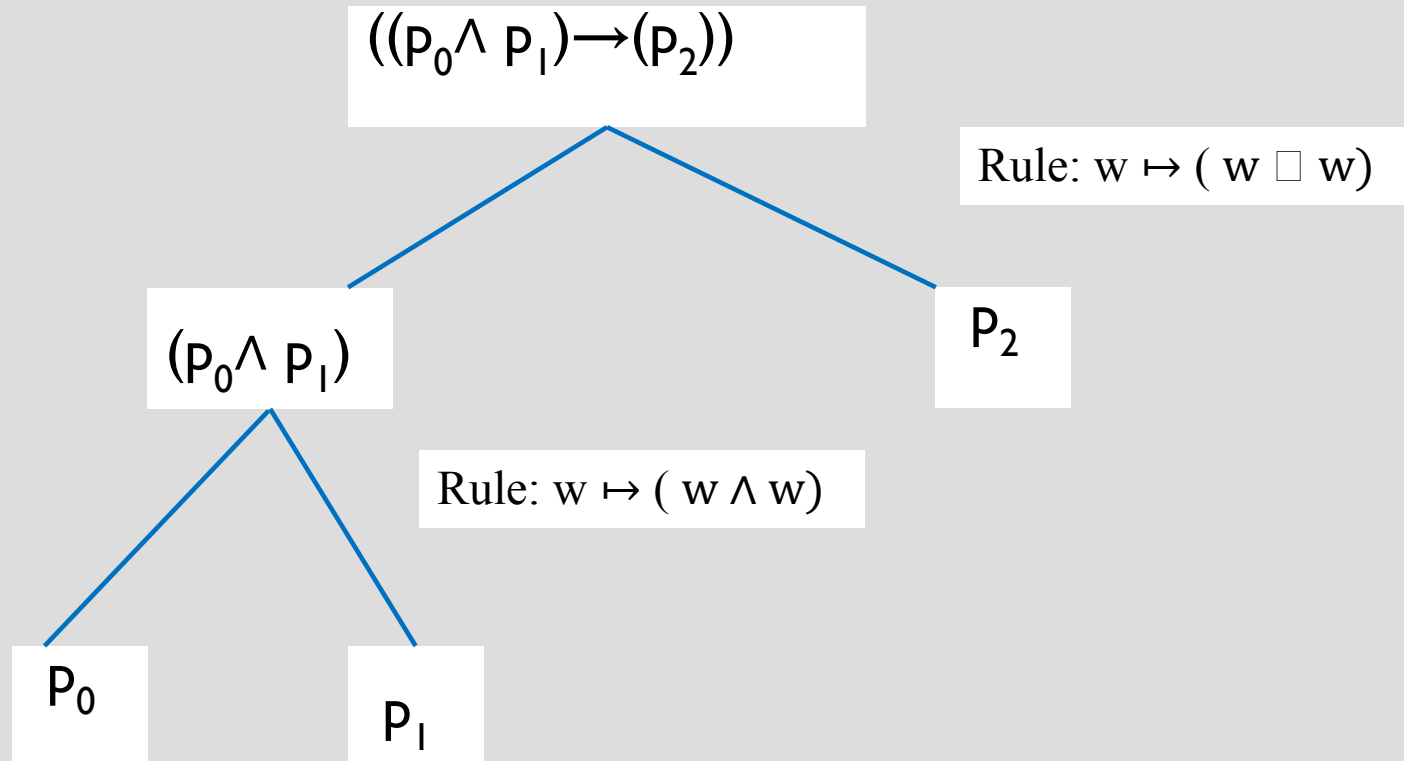 ((p₀∧ p₁)→(p₂))
Rule: w ↦ ( w □ w)
(p₀∧ p₁)
p₂
Rule: w ↦ ( w ∧ w)
p₀
p₁